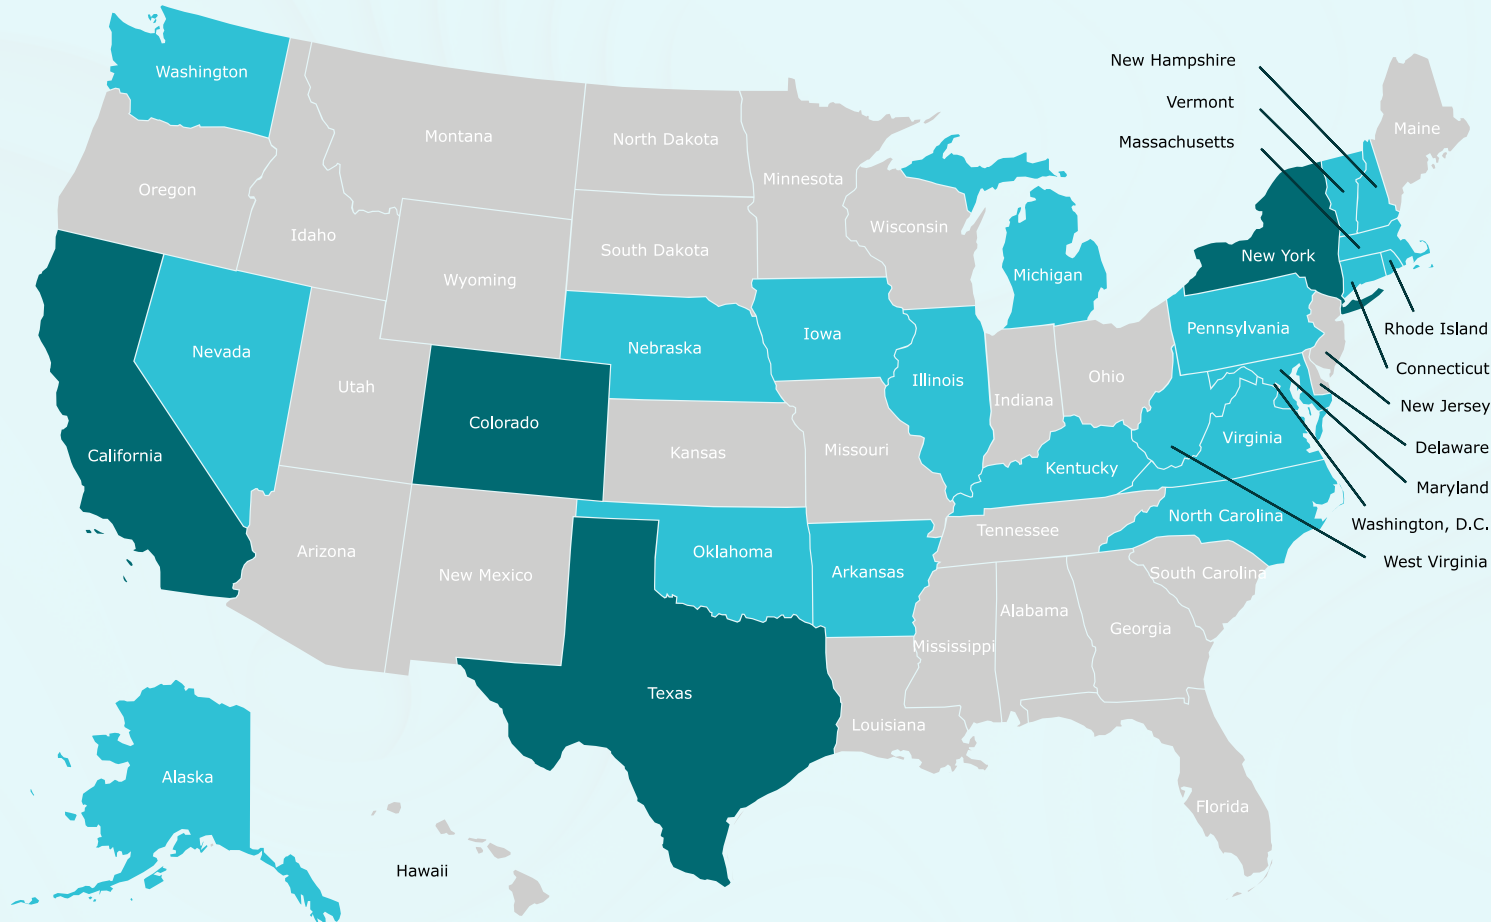 New Hampshire
Washington
Vermont
Maine
Montana
North Dakota
Massachusetts
Minnesota
Oregon
Wisconsin
Idaho
South Dakota
New York
Michigan
Wyoming
Pennsylvania
Rhode Island
Iowa
Nebraska
Nevada
Connecticut
Illinois
Ohio
Utah
Indiana
New Jersey
Colorado
Virginia
Delaware
Missouri
Kansas
California
Kentucky
Maryland
North Carolina
Washington, D.C.
Tennessee
Arizona
Oklahoma
West Virginia
Arkansas
South Carolina
New Mexico
Alabama
Georgia
Mississippi
Texas
Louisiana
Alaska
Florida
Hawaii